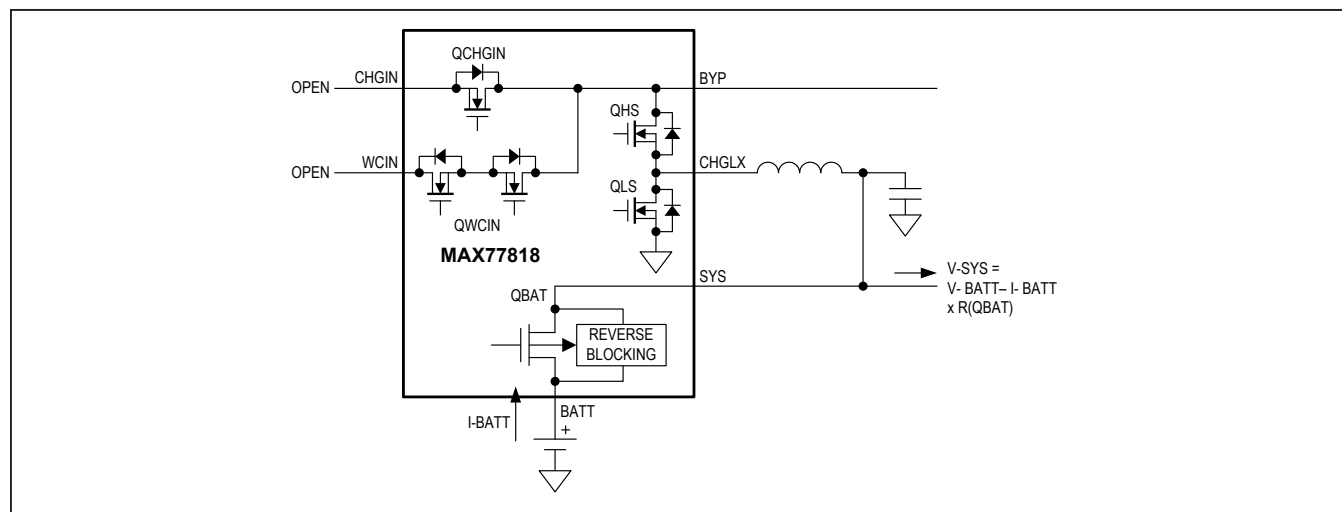 QCHGIN
OPEN
CHGIN
BYP
QHS
OPEN
WCIN
CHGLX
QLS
QWCIN
MAX77818
SYS
V-SYS =
V- BATT– I- BATT
x R(QBAT)
QBAT
REVERSE
BLOCKING
I-BATT
BATT
+